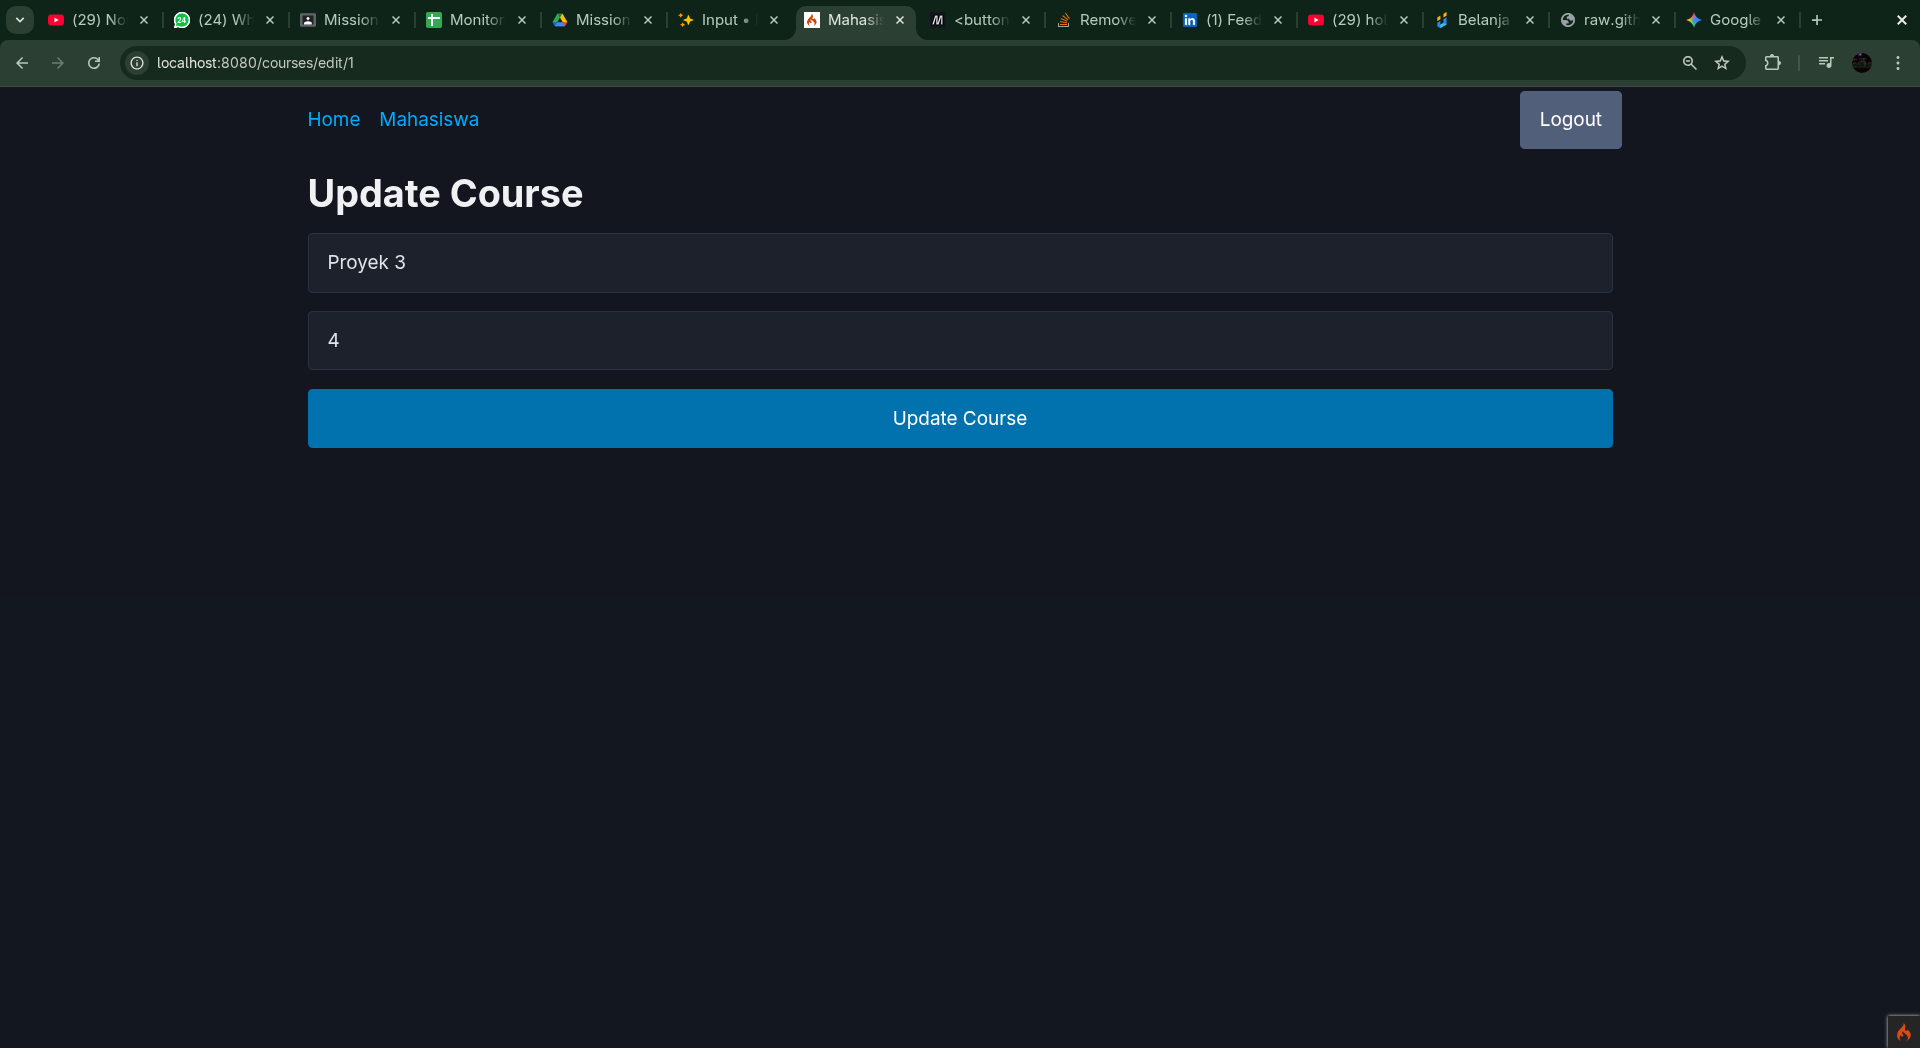 (29) No
(24) Wh
Mission
Monitor
Mission
Input •
Mahasis
<button
Remove
(1) Feed
(29) hol
Belanja
raw.gith
Google
localhost:8080/courses/edit/1
Home Mahasiswa Logout
Update Course
Proyek 3
4
Update Course